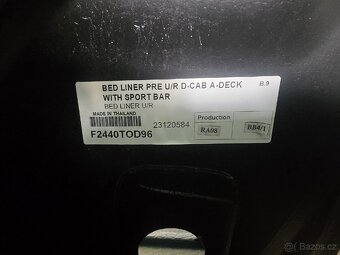 BED LINER PRE U/R D-CAB A-DECK B.9
WITH SPORT BAR
BED LINER U/R
MADE IN THAILAND
23120584
Production
RA08
BB4/1
F2440TOD96
Bazoš.cz